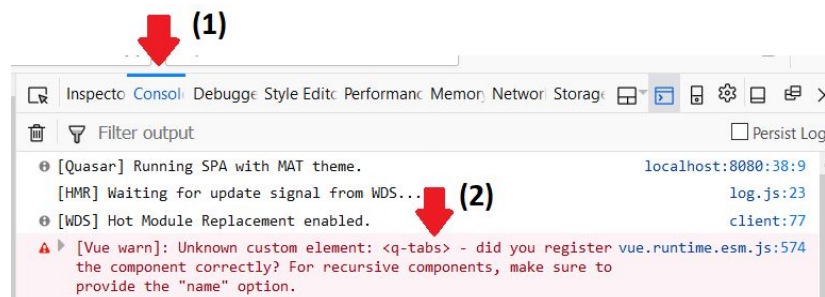 (1)
Inspecto Consol Debugge Style Edito Performanc Memor Networ Storag
Filter output Persist Log
[Quasar] Running SPA with MAT theme. localhost:8080:38:9
[HMR] Waiting for update signal from WDS... log.js:23
(2)
[WDS] Hot Module Replacement enabled. client:77
[Vue warn]: Unknown custom element: <q-tabs> - did you register vue.runtime.esm.js:574
the component correctly? For recursive components, make sure to
provide the "name" option.